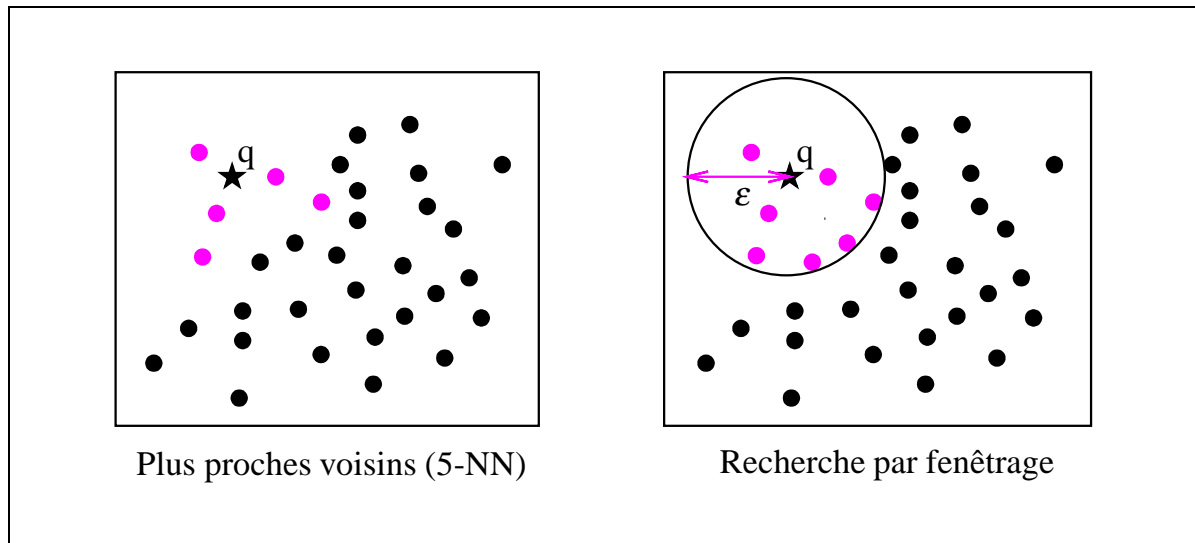 q
q
ε
Plus proches voisins (5-NN)
Recherche par fenêtrage